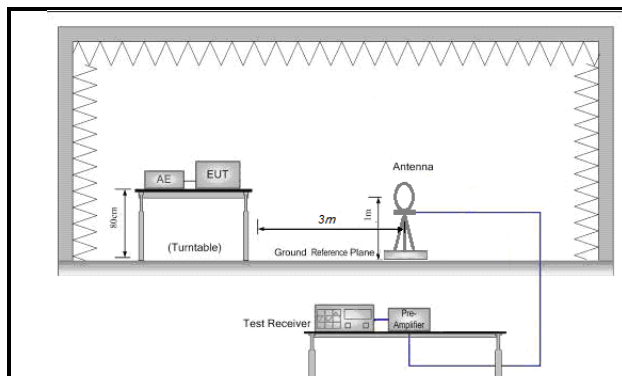 Antenna
AE
EUT
80cm
3m
1m
(Turntable)
Ground Reference Plane
Test Receiver
Pre-
Amplifier